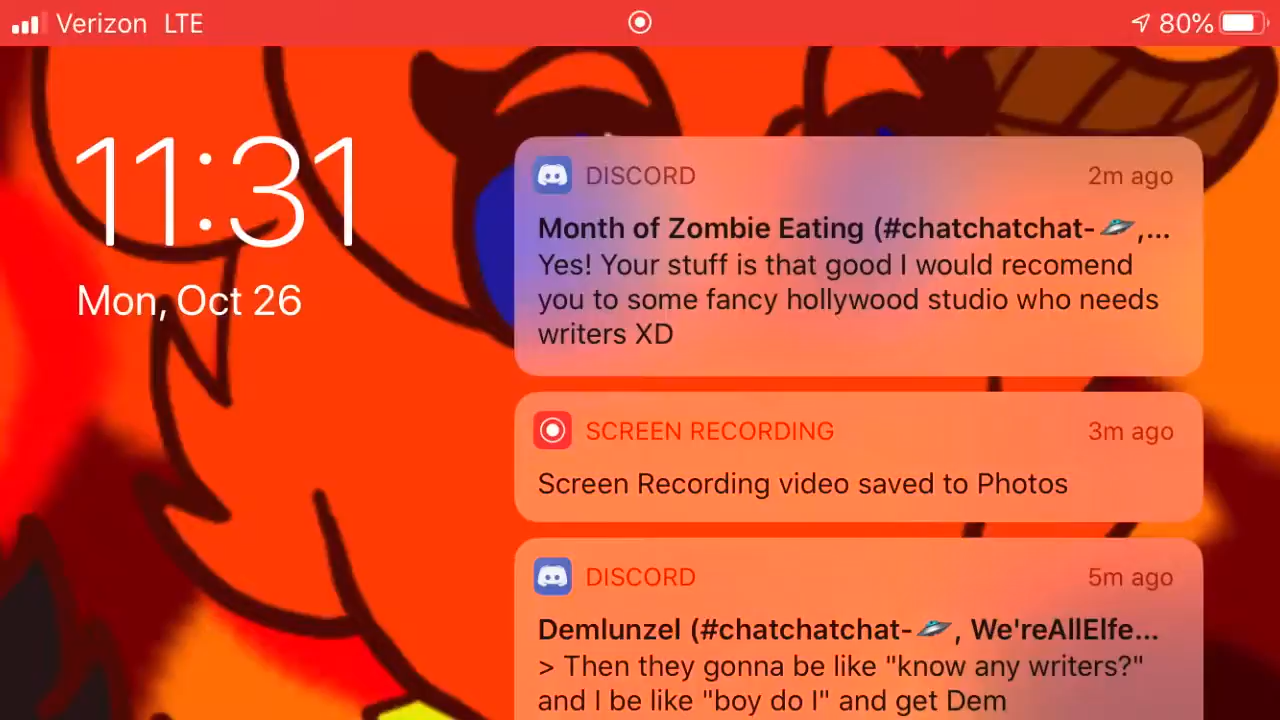 Verizon LTE 80%
11:31
Mon, Oct 26
DISCORD 2m ago
Month of Zombie Eating (#chatchatchat-🛸,...
Yes! Your stuff is that good I would recomend
you to some fancy hollywood studio who needs
writers XD
SCREEN RECORDING 3m ago
Screen Recording video saved to Photos
DISCORD 5m ago
Demlunzel (#chatchatchat-🛸, We'reAllElfe...
> Then they gonna be like "know any writers?"
and I be like "boy do I" and get Dem